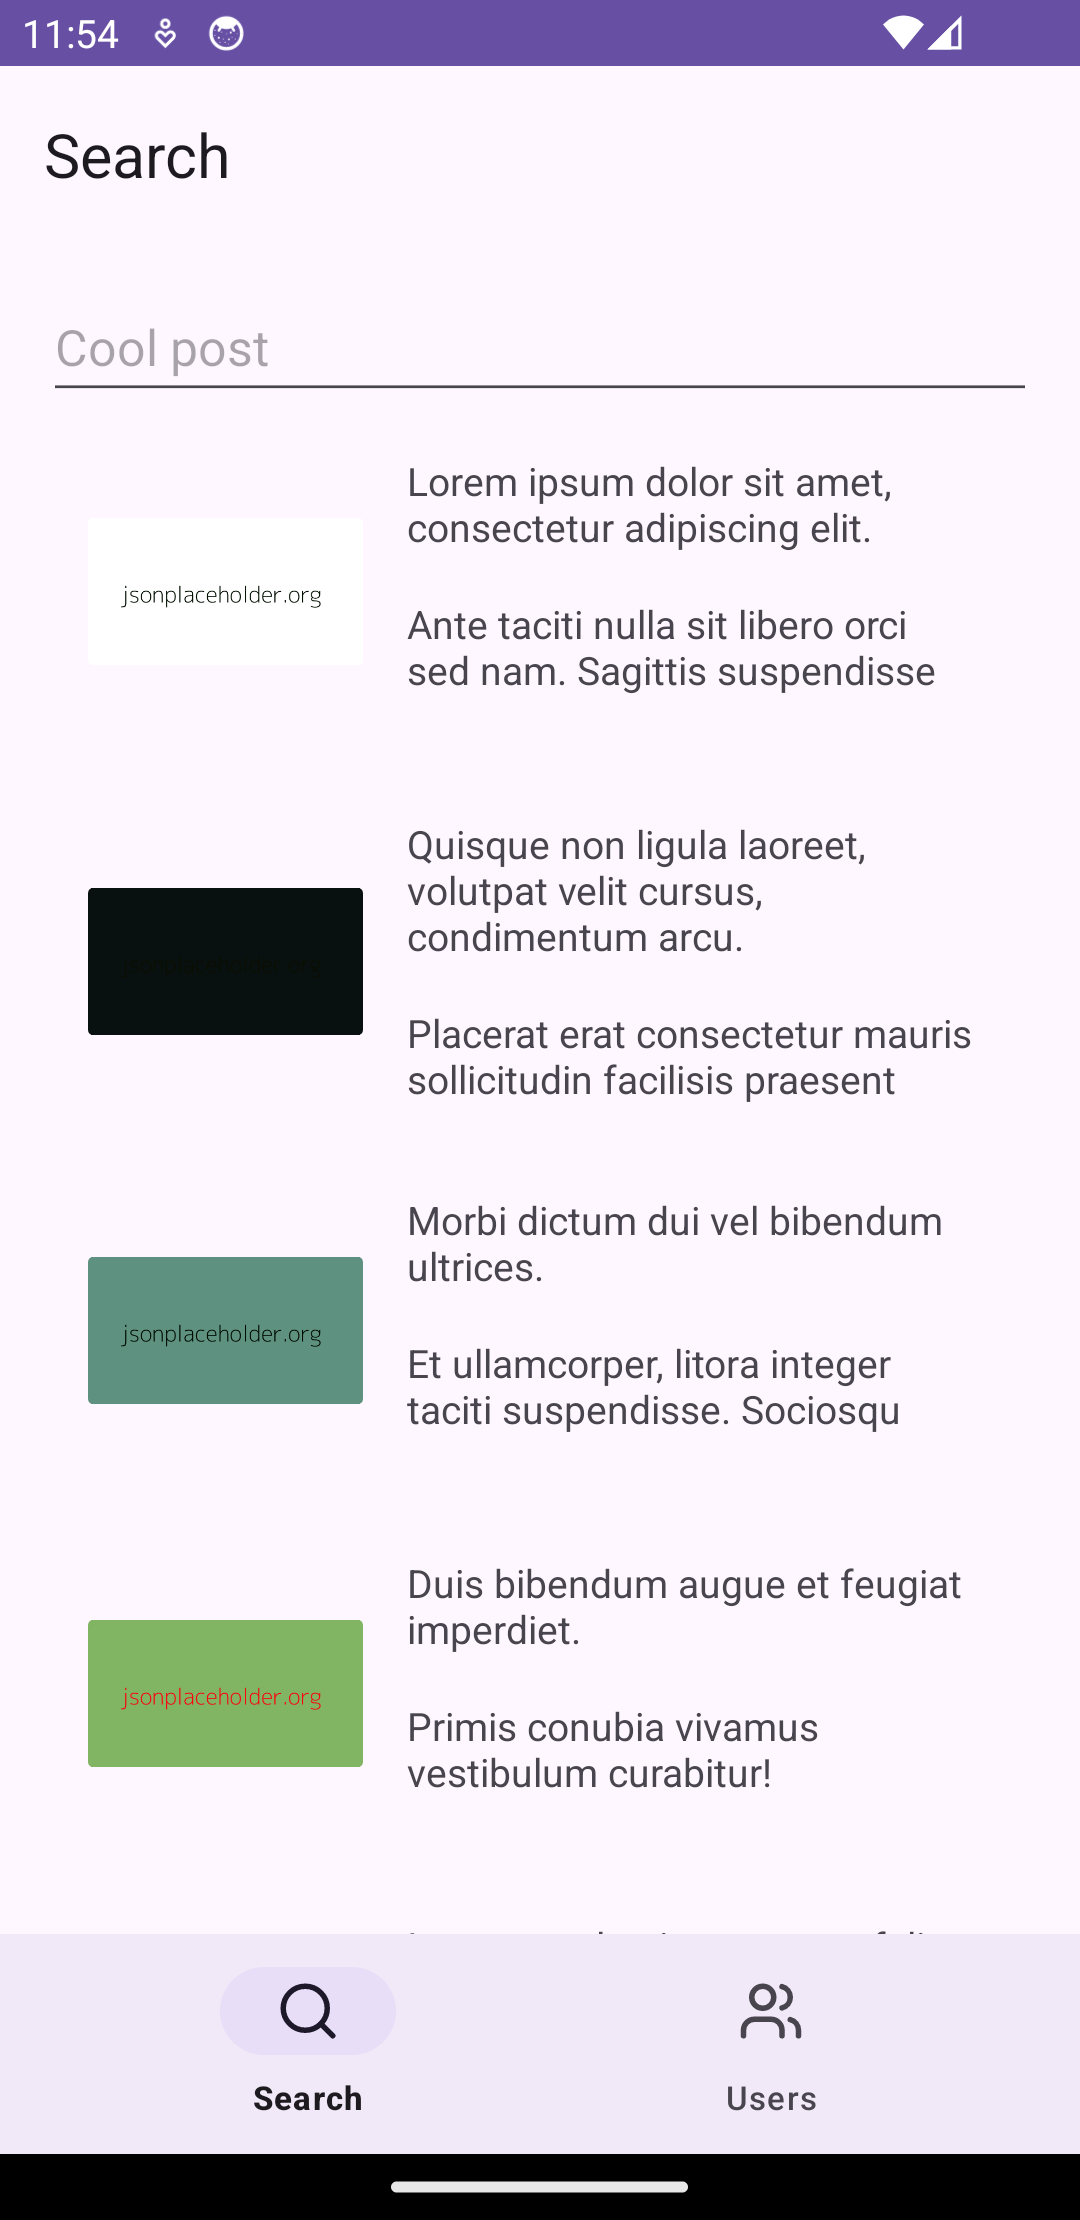 11:54
Search
Cool post
jsonplaceholder.org
Lorem ipsum dolor sit amet,
consectetur adipiscing elit.
Ante taciti nulla sit libero orci
sed nam. Sagittis suspendisse
jsonplaceholder.org
Quisque non ligula laoreet,
volutpat velit cursus,
condimentum arcu.
Placerat erat consectetur mauris
sollicitudin facilisis praesent
jsonplaceholder.org
Morbi dictum dui vel bibendum
ultrices.
Et ullamcorper, litora integer
taciti suspendisse. Sociosqu
jsonplaceholder.org
Duis bibendum augue et feugiat
imperdiet.
Primis conubia vivamus
vestibulum curabitur!
Search
Users